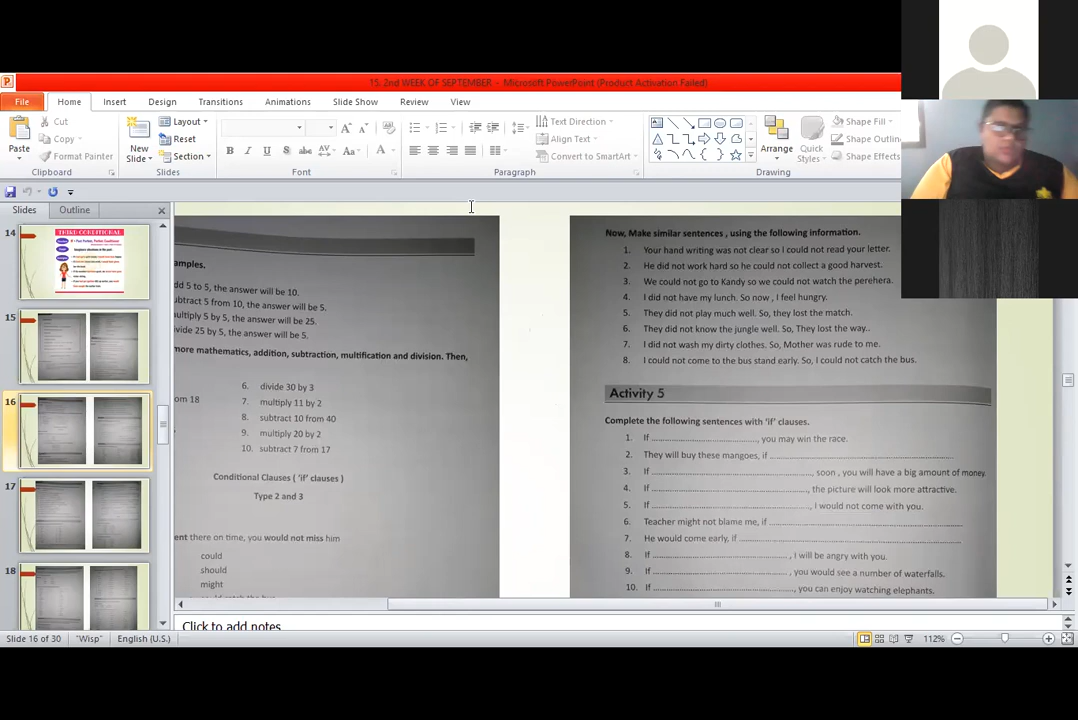 15. 2nd WEEK OF SEPTEMBER - Microsoft PowerPoint (Product Activation Failed)
File Home Insert Design Transitions Animations Slide Show Review View
Cut
Copy
Format Painter
Paste
Clipboard
New
Slide
Layout
Reset
Section
Slides
B I U S abc AV Aa A
Font
Text Direction
Align Text
Convert to SmartArt
Paragraph
Arrange
Quick
Styles
Shape Fill
Shape Outlin
Shape Effects
Drawing
Slides Outline
14
THIRD CONDITIONAL
15
16
17
18
amples.
dd 5 to 5, the answer will be 10.
ubtract 5 from 10, the answer will be 5.
ultiply 5 by 5, the answer will be 25.
vide 25 by 5, the answer will be 5.
more mathematics, addition, subtraction, multification and division. Then,
om 18
6. divide 30 by 3
7. multiply 11 by 2
8. subtract 10 from 40
9. multiply 20 by 2
10. subtract 7 from 17
Conditional Clauses ( 'if' clauses )
Type 2 and 3
ent there on time, you would not miss him
could
should
might
Now, Make similar sentences , using the following information.
1. Your hand writing was not clear so I could not read your letter.
2. He did not work hard so he could not collect a good harvest.
3. We could not go to Kandy so we could not watch the perehera.
4. I did not have my lunch. So now , I feel hungry.
5. They did not play much well. So, they lost the match.
6. They did not know the jungle well. So, They lost the way..
7. I did not wash my dirty clothes. So, Mother was rude to me.
8. I could not come to the bus stand early. So, I could not catch the bus.
Activity 5
Complete the following sentences with 'if' clauses.
1. If ................................, you may win the race.
2. They will buy these mangoes, if ................................
3. If ................................, soon , you will have a big amount of money.
4. If ................................, the picture will look more attractive.
5. If ................................, I would not come with you.
6. Teacher might not blame me, if ................................
7. He would come early, if ................................
8. If ................................, I will be angry with you.
9. If ................................, you would see a number of waterfalls.
10. If ................................, you can enjoy watching elephants.
Click to add notes
Slide 16 of 30 "Wisp" English (U.S.) 112%